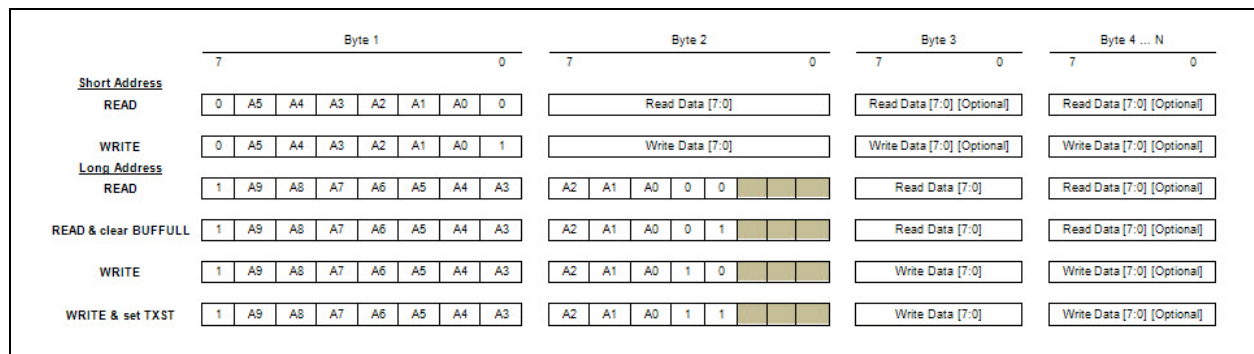 Byte 1 Byte 2 Byte 3 Byte 4 ... N
7 0 7 0 7 0 7 0
Short Address
READ 0 A5 A4 A3 A2 A1 A0 0 Read Data [7:0] Read Data [7:0] [Optional] Read Data [7:0] [Optional]
WRITE 0 A5 A4 A3 A2 A1 A0 1 Write Data [7:0] Write Data [7:0] [Optional] Write Data [7:0] [Optional]
Long Address
READ 1 A9 A8 A7 A6 A5 A4 A3 A2 A1 A0 0 0 Read Data [7:0] Read Data [7:0] [Optional]
READ & clear BUFFULL 1 A9 A8 A7 A6 A5 A4 A3 A2 A1 A0 0 1 Read Data [7:0] Read Data [7:0] [Optional]
WRITE 1 A9 A8 A7 A6 A5 A4 A3 A2 A1 A0 1 0 Write Data [7:0] Write Data [7:0] [Optional]
WRITE & set TXST 1 A9 A8 A7 A6 A5 A4 A3 A2 A1 A0 1 1 Write Data [7:0] Write Data [7:0] [Optional]